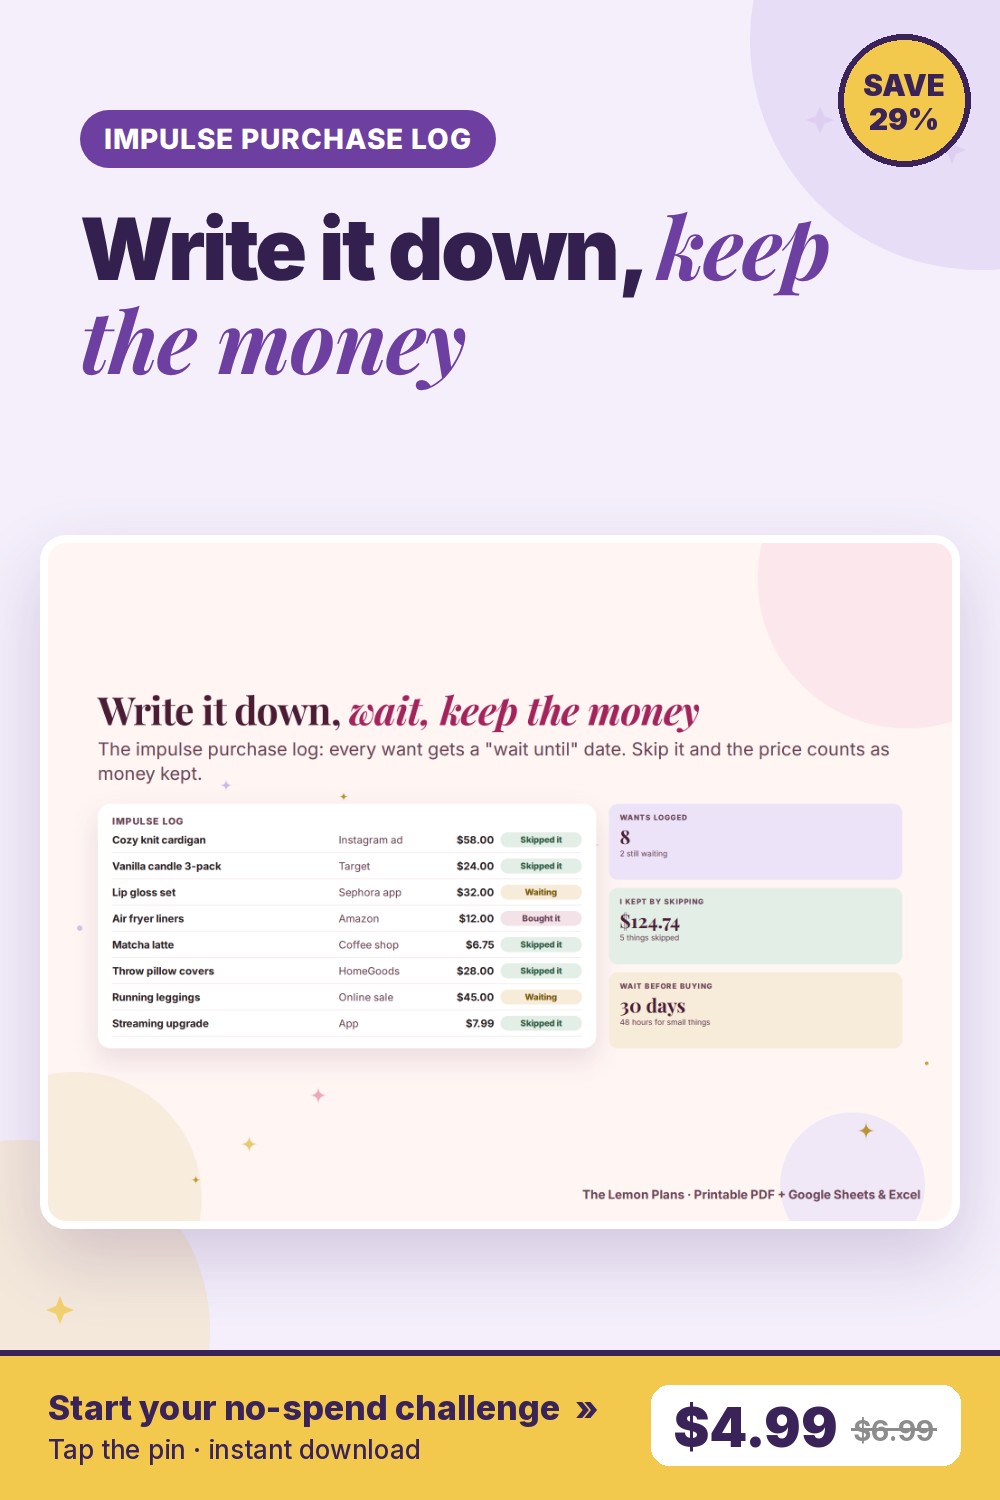 SAVE
29%
IMPULSE PURCHASE LOG
Write it down, keep
the money
Write it down, wait, keep the money
The impulse purchase log: every want gets a "wait until" date. Skip it and the price counts as
money kept.
IMPULSE LOG
Cozy knit cardigan Instagram ad $58.00 Skipped it
Vanilla candle 3-pack Target $24.00 Skipped it
Lip gloss set Sephora app $32.00 Waiting
Air fryer liners Amazon $12.00 Bought it
Matcha latte Coffee shop $6.75 Skipped it
Throw pillow covers HomeGoods $28.00 Skipped it
Running leggings Online sale $45.00 Waiting
Streaming upgrade App $7.99 Skipped it
WANTS LOGGED
8
2 still waiting
I KEPT BY SKIPPING
$124.74
5 things skipped
WAIT BEFORE BUYING
30 days
48 hours for small things
The Lemon Plans · Printable PDF + Google Sheets & Excel
Start your no-spend challenge »
Tap the pin · instant download
$4.99 $6.99